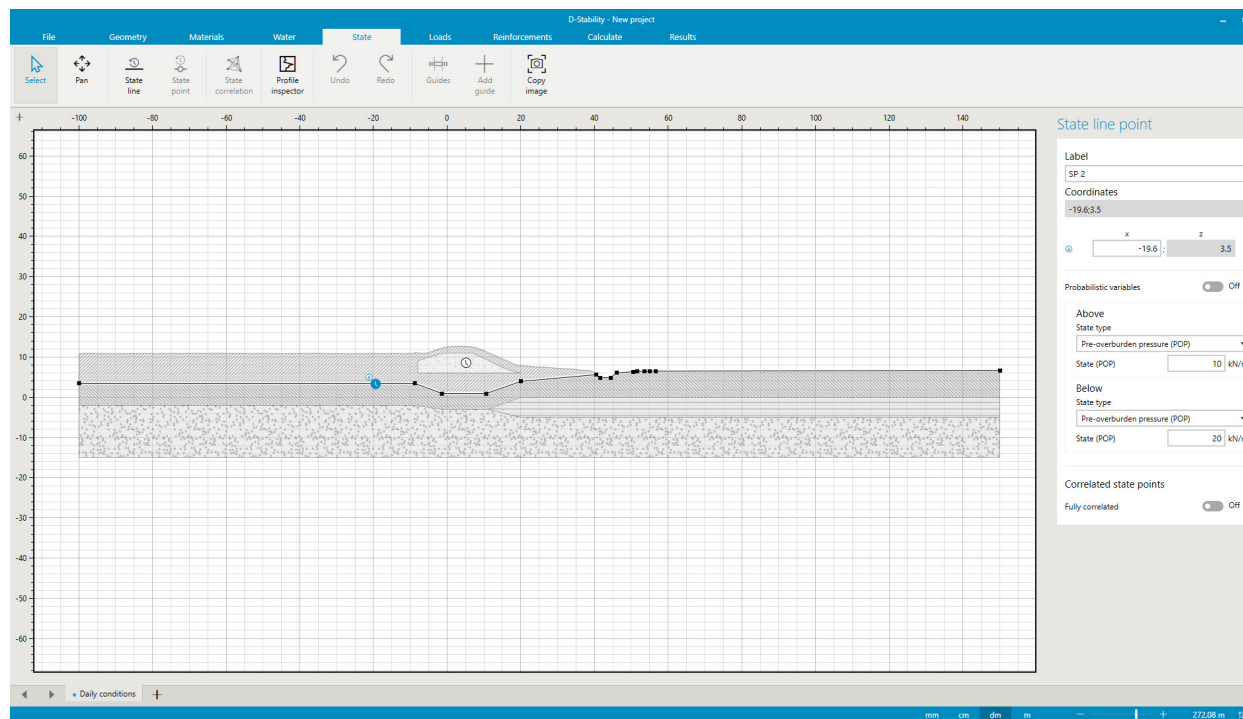 D-Stability - New project
File Geometry Materials Water State Loads Reinforcements Calculate Results
Select Pan State line State point State correlation Profile inspector Undo Redo Guides Add guide Copy image
-100 -80 -60 -40 -20 0 20 40 60 80 100 120 140
60
50
40
30
20
10
0
-10
-20
-30
-40
-50
-60
State line point
Label
SP 2
Coordinates
-19.6;3.5
x z
-19.6 ; 3.5
Probabilistic variables Off
Above
State type
Pre-overburden pressure (POP)
State (POP) 10 kN/
Below
State type
Pre-overburden pressure (POP)
State (POP) 20 kN/
Correlated state points
Fully correlated Off
Daily conditions
mm cm dm m 272.08 m